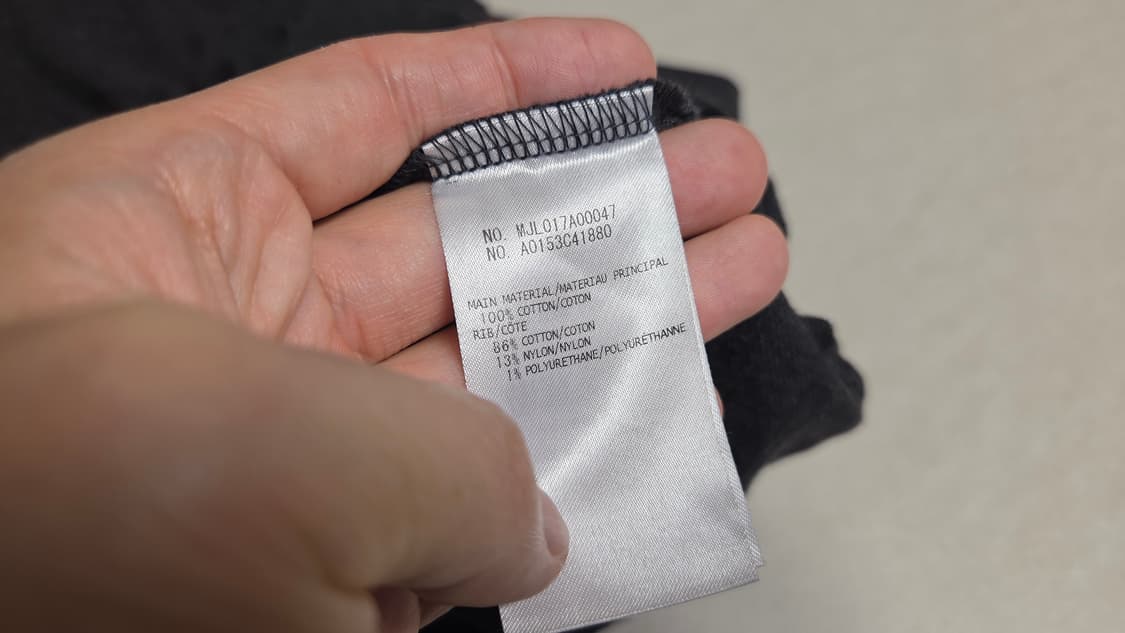 NO. MJL017A00047
NO. A0153C41880
MAIN MATERIAL/MATERIAU PRINCIPAL
100% COTTON/COTON
RIB/CÔTE
86% COTTON/COTON
13% NYLON/NYLON
1% POLYURETHANE/POLYURÉTHANNE